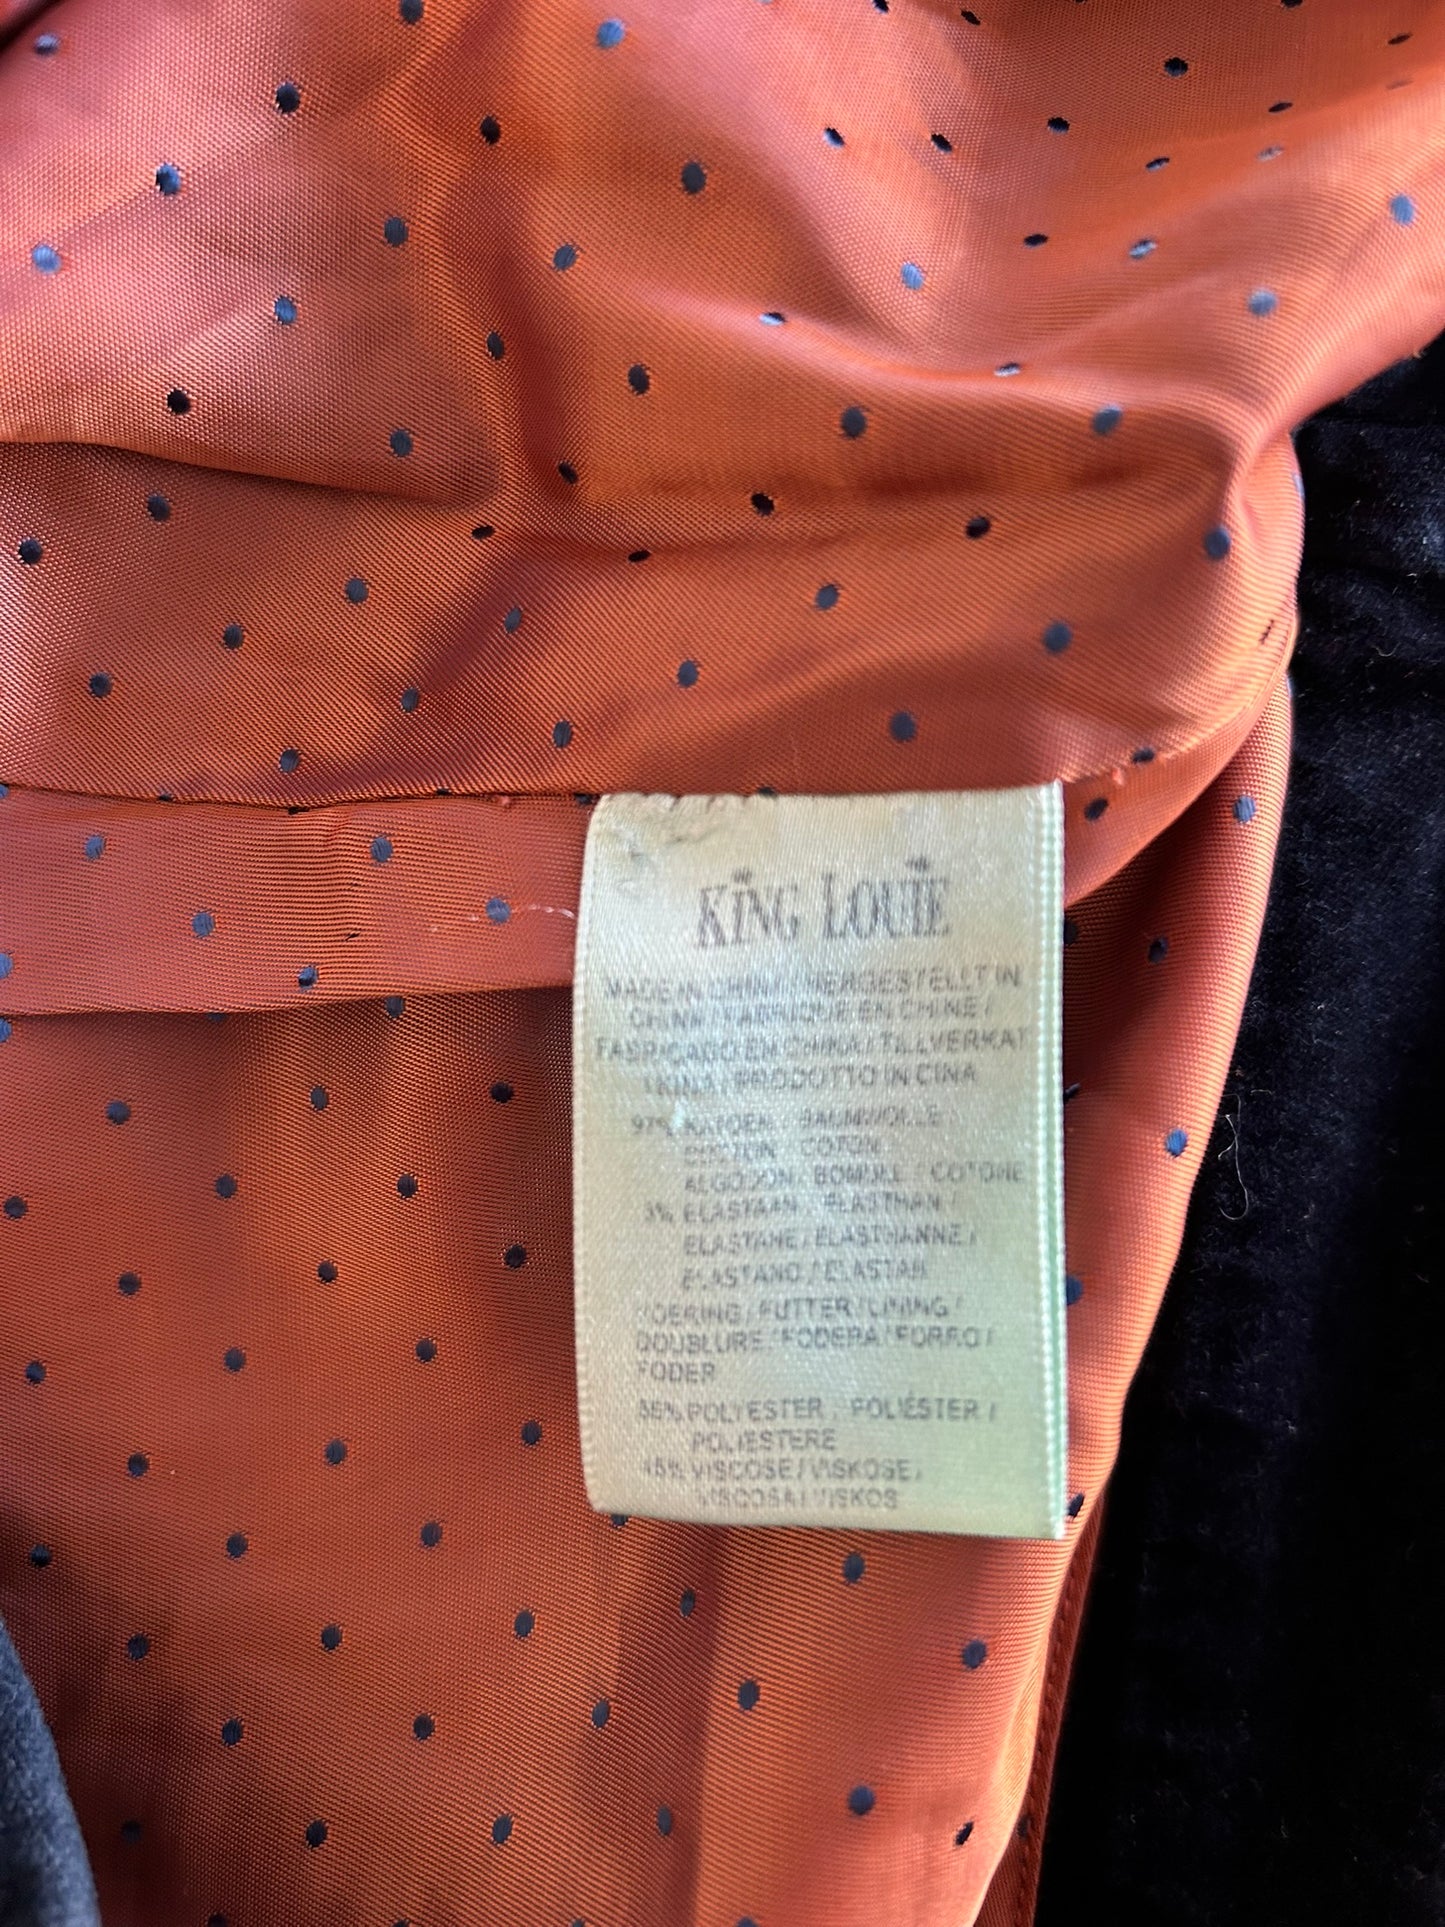 KING LOUIE
MADE IN CHINA / HERGESTELLT IN
CHINA / FABRIQUE EN CHINE /
FABRICADO EN CHINA / TILLVERKAT
I KINA / PRODOTTO IN CINA
97% KATOEN / BAUMWOLLE
COTTON / COTON
ALGODON / BOMULL / COTONE
3% ELASTAAN / ELASTHAN /
ELASTANE / ELASTHANNE /
ELASTANO / ELASTAN
VOERING / FUTTER / LINING /
DOUBLURE / FODERA / FORRO /
FODER
POLYESTER / POLIÉSTER /
POLIESTERE
45% VISCOSE / VISKOSE /
VISCOSA / VISKOS